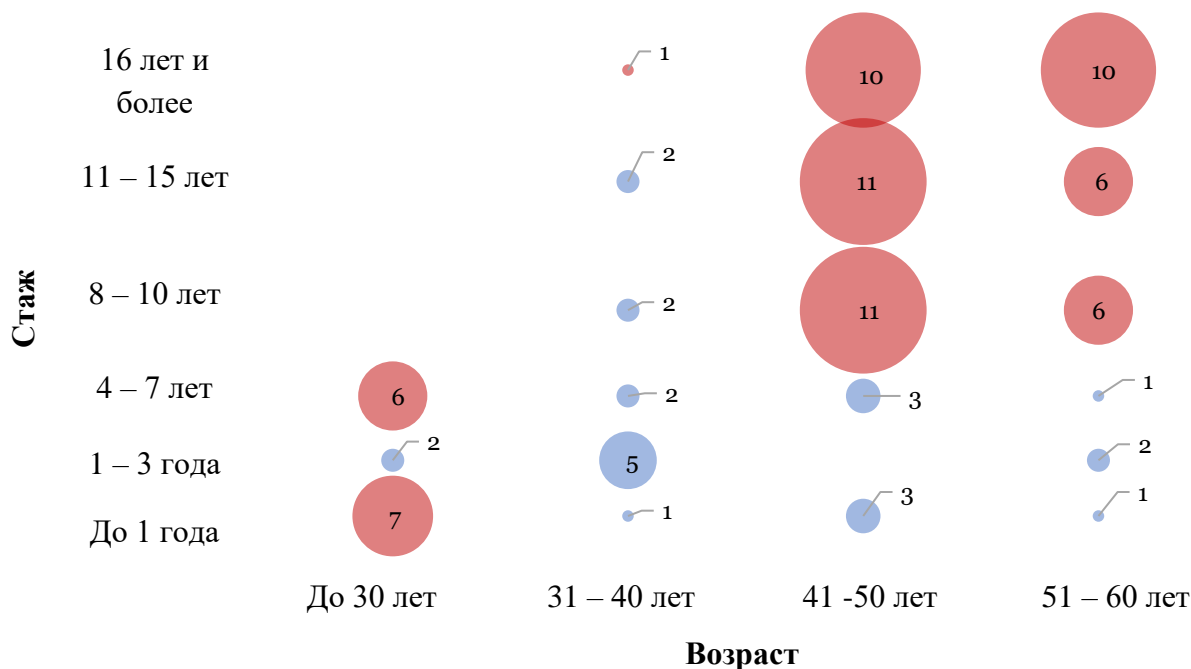 16 лет и
более
1
10
10
11 – 15 лет
2
11
6
Стаж
8 – 10 лет
2
11
6
4 – 7 лет
6
2
3
1
1 – 3 года
2
5
2
До 1 года
7
1
3
1
До 30 лет
31 – 40 лет
41 -50 лет
51 – 60 лет
Возраст